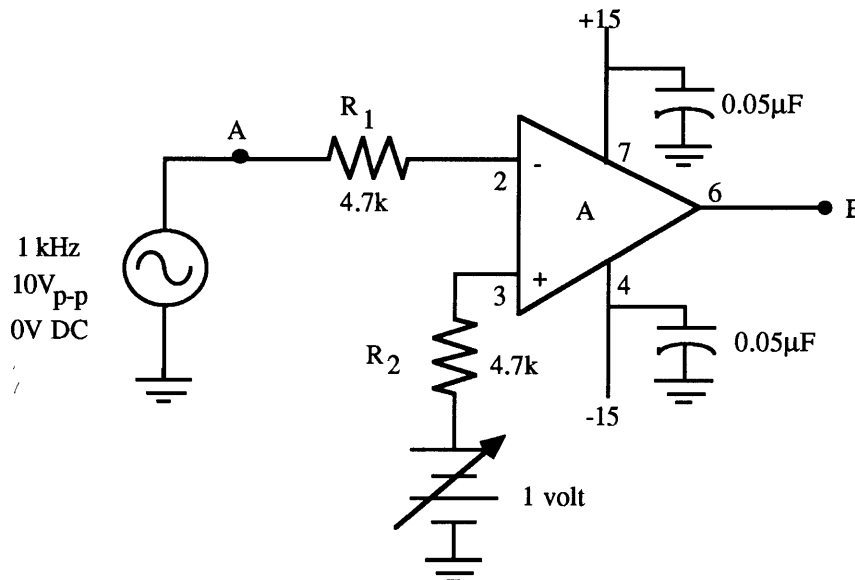 +15
0.05μF
R1
A
7
4.7k
2
-
A
6
1 kHz
10Vp-p
0V DC
3
+
4
R2
4.7k
0.05μF
-15
1 volt